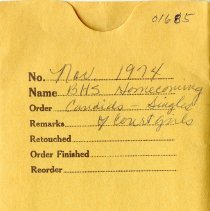 01685
No. Nov. 1974
Name BHS Homecoming
Order Candids - Singles
Remarks of Court Girls
Retouched
Order Finished
Reorder